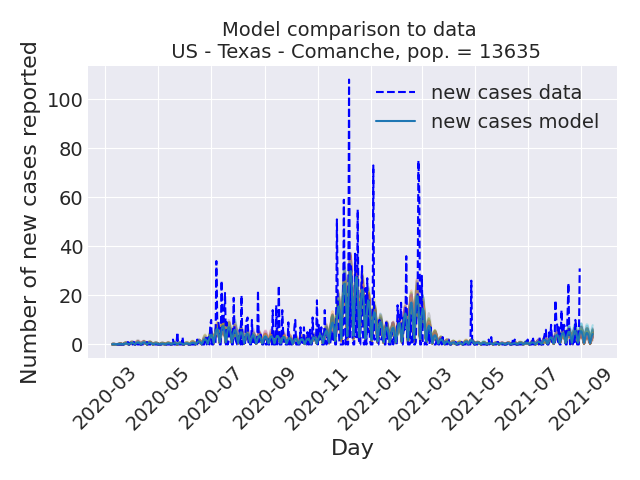 Model comparison to data
US - Texas - Comanche, pop. = 13635
Number of new cases reported
100
80
60
40
20
0
new cases data
new cases model
2020-03
2020-05
2020-07
2020-09
2020-11
2021-01
2021-03
2021-05
2021-07
2021-09
Day